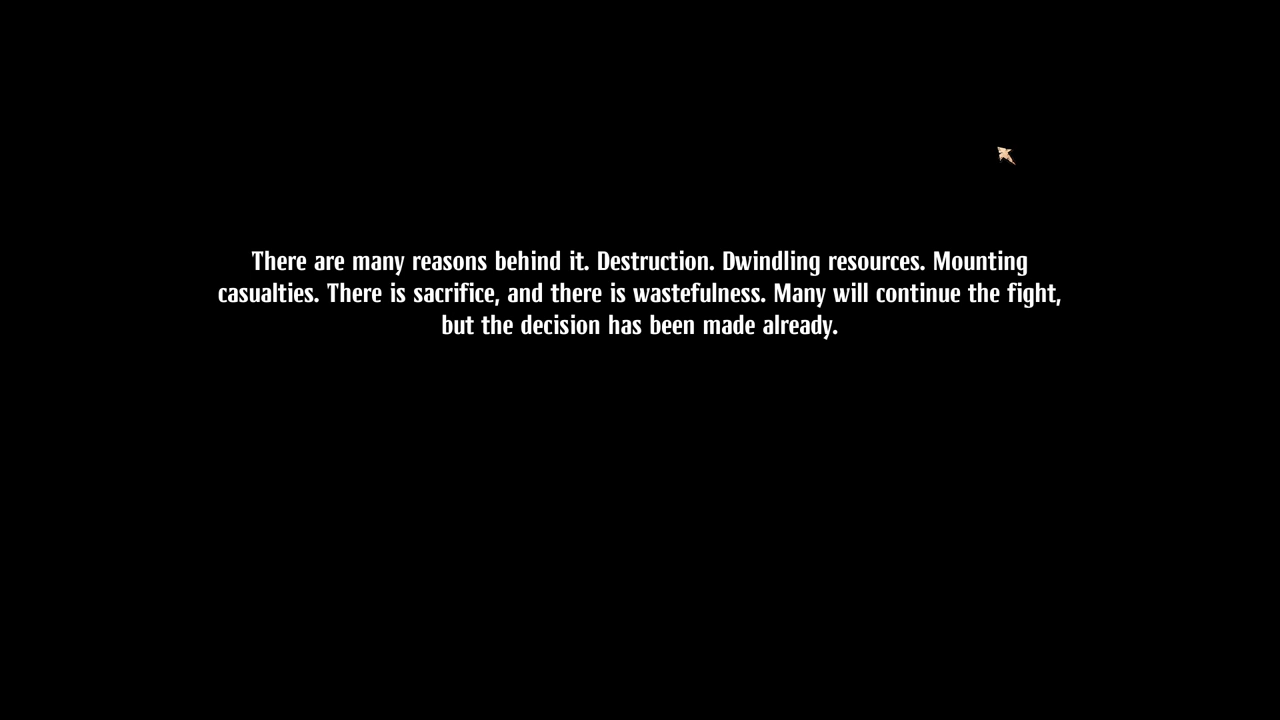 There are many reasons behind it. Destruction. Dwindling resources. Mounting
casualties. There is sacrifice, and there is wastefulness. Many will continue the fight,
but the decision has been made already.